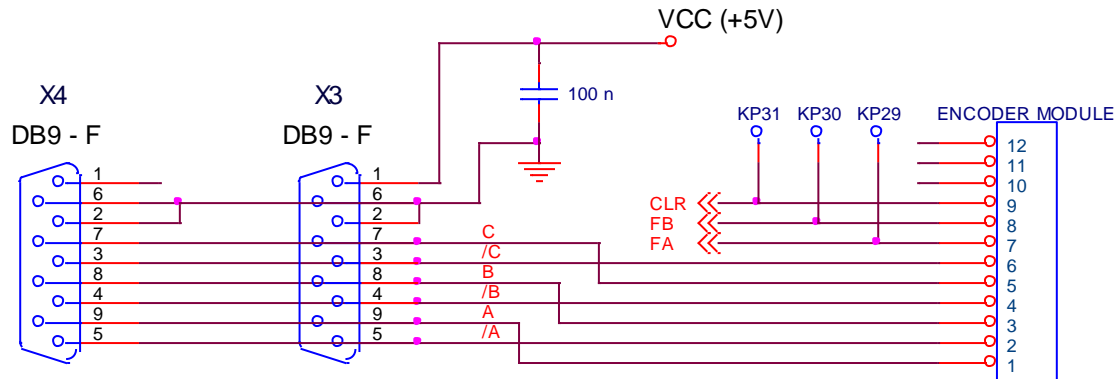 VCC (+5V)
X4
X3
100 n
KP31
KP30
KP29
ENCODER MODULE
DB9 - F
DB9 - F
1
6
2
7
3
8
4
9
5
1
6
2
7
3
8
4
9
5
C
/C
B
/B
A
/A
CLR
FB
FA
12
11
10
9
8
7
6
5
4
3
2
1